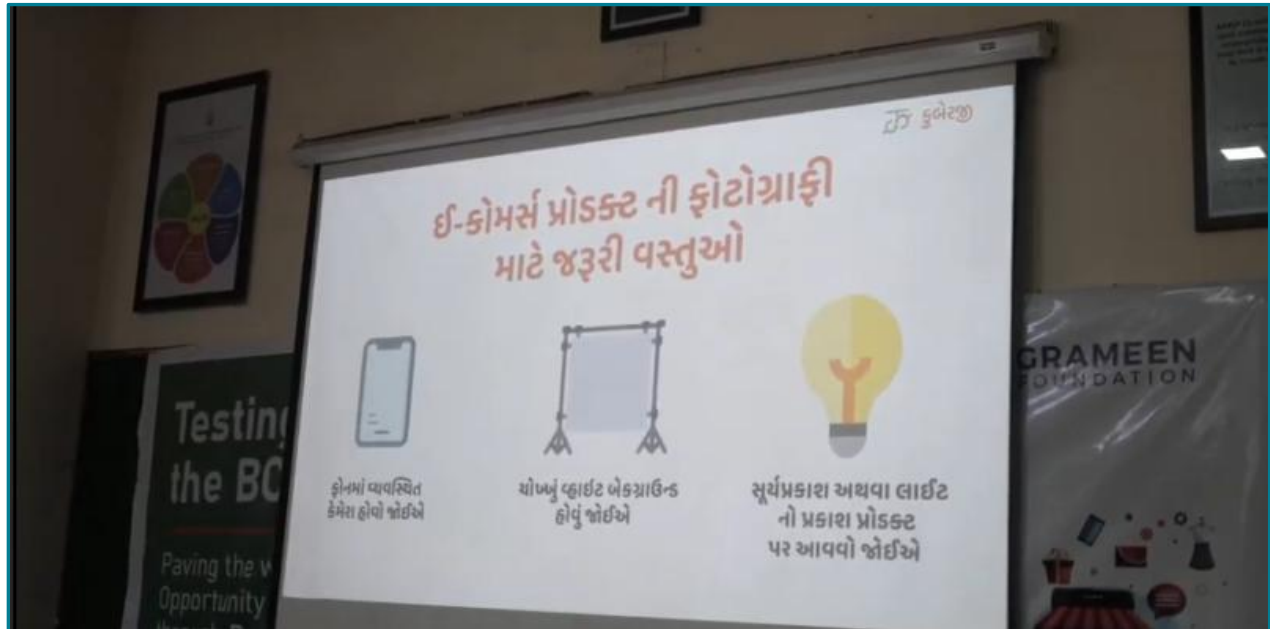 કુબેરજી
ઈ-કોમર્સ પ્રોડક્ટ ની ફોટોગ્રાફી
માટે જરૂરી વસ્તુઓ
ફોનમાં વ્યવસ્થિત
કેમેરા હોવો જોઈએ
ચોખ્ખું વ્હાઇટ બેકગ્રાઉન્ડ
હોવું જોઈએ
સૂર્યપ્રકાશ અથવા લાઈટ
નો પ્રકાશ પ્રોડક્ટ
પર આવવો જોઈએ
Testing
the BC
Paving the w
Opportunity
GRAMEEN
FOUNDATION